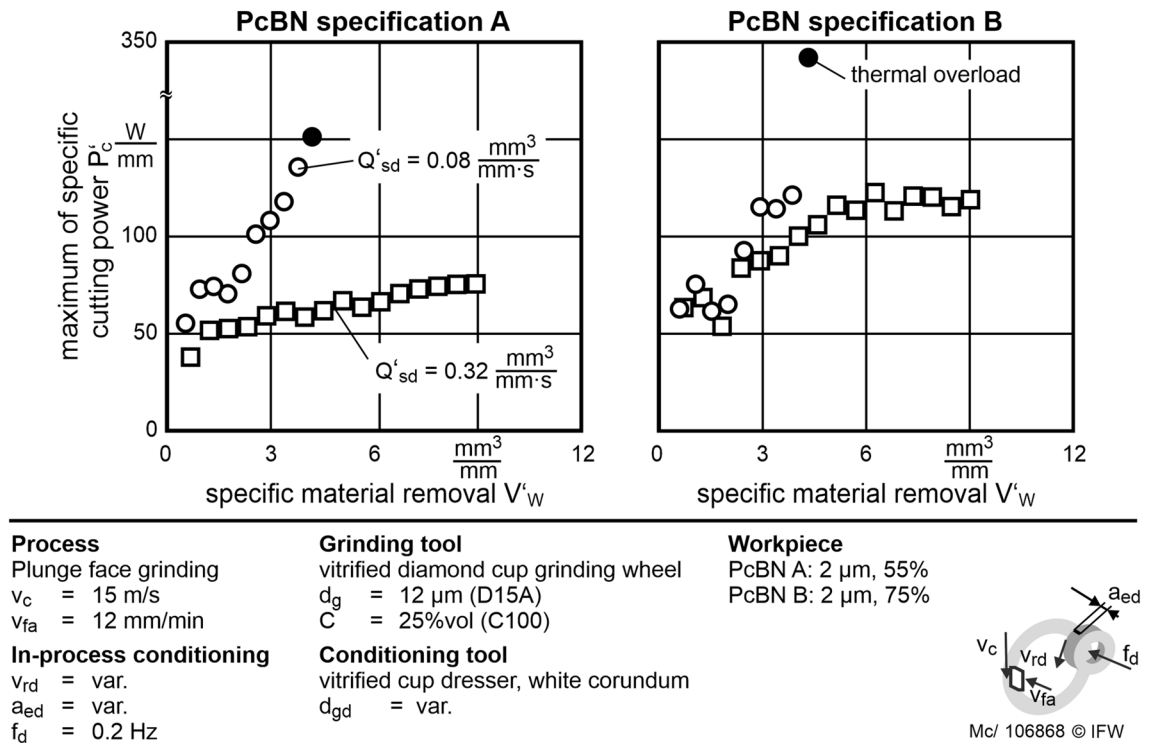 PcBN specification A
PcBN specification B
350
100
50
0
W
mm
maximum of specific
cutting power P‘c
Q‘sd = 0.08 mm³
mm·s
Q‘sd = 0.32 mm³
mm·s
thermal overload
0 3 6 mm³ 12
mm
specific material removal V‘W
0 3 6 mm³ 12
mm
specific material removal V‘W
Process
Plunge face grinding
vc = 15 m/s
vfa = 12 mm/min
In-process conditioning
vrd = var.
aed = var.
fd = 0.2 Hz
Grinding tool
vitrified diamond cup grinding wheel
dg = 12 µm (D15A)
C = 25%vol (C100)
Conditioning tool
vitrified cup dresser, white corundum
dgd = var.
Workpiece
PcBN A: 2 µm, 55%
PcBN B: 2 µm, 75%
aed
vc
vrd
fd
vfa
Mc/ 106868 © IFW